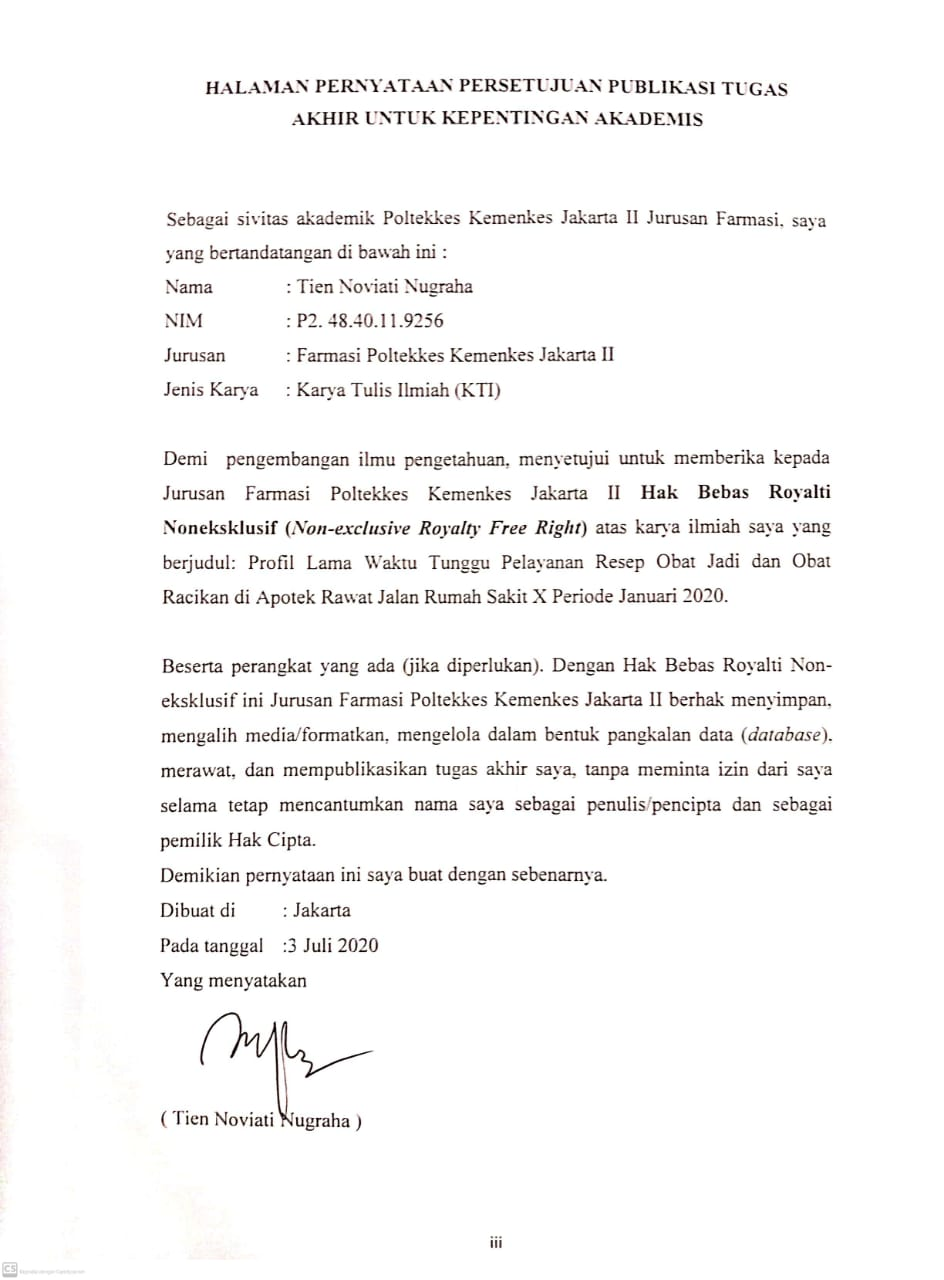 HALAMAN PERNYATAAN PERSETUJUAN PUBLIKASI TUGAS
AKHIR UNTUK KEPENTINGAN AKADEMIS
Sebagai sivitas akademik Poltekkes Kemenkes Jakarta II Jurusan Farmasi, saya
yang bertandatangan di bawah ini :
Nama : Tien Noviati Nugraha
NIM : P2. 48.40.11.9256
Jurusan : Farmasi Poltekkes Kemenkes Jakarta II
Jenis Karya : Karya Tulis Ilmiah (KTI)
Demi pengembangan ilmu pengetahuan, menyetujui untuk memberika kepada
Jurusan Farmasi Poltekkes Kemenkes Jakarta II Hak Bebas Royalti
Noneksklusif (Non-exclusive Royalty Free Right) atas karya ilmiah saya yang
berjudul: Profil Lama Waktu Tunggu Pelayanan Resep Obat Jadi dan Obat
Racikan di Apotek Rawat Jalan Rumah Sakit X Periode Januari 2020.
Beserta perangkat yang ada (jika diperlukan). Dengan Hak Bebas Royalti Non-
eksklusif ini Jurusan Farmasi Poltekkes Kemenkes Jakarta II berhak menyimpan,
mengalih media/formatkan, mengelola dalam bentuk pangkalan data (database),
merawat, dan mempublikasikan tugas akhir saya, tanpa meminta izin dari saya
selama tetap mencantumkan nama saya sebagai penulis/pencipta dan sebagai
pemilik Hak Cipta.
Demikian pernyataan ini saya buat dengan sebenarnya.
Dibuat di : Jakarta
Pada tanggal :3 Juli 2020
Yang menyatakan
( Tien Noviati Nugraha )
iii
CS